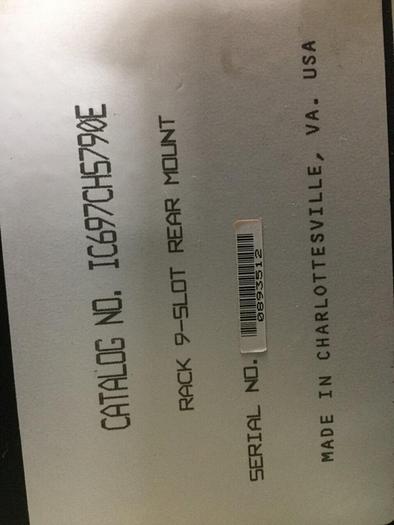 CATALOG NO. IC697CHS790E
RACK 9-SLOT REAR MOUNT
SERIAL NO. 0893512
MADE IN CHARLOTTESVILLE, VA. USA